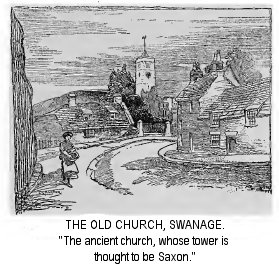 THE OLD CHURCH, SWANAGE.
"The ancient church, whose tower is
thought to be Saxon."